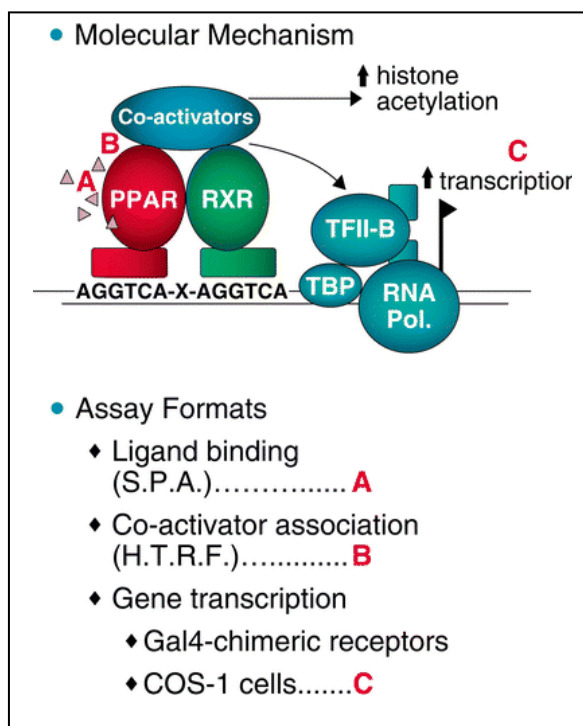 • Molecular Mechanism
histone
acetylation
Co-activators
B
C
A
transcription
PPAR
RXR
TFII-B
TBP
RNA
Pol.
AGGTCA-X-AGGTCA
• Assay Formats
♦ Ligand binding
(S.P.A.)................ A
♦ Co-activator association
(H.T.R.F.)............. B
♦ Gene transcription
♦ Gal4-chimeric receptors
♦ COS-1 cells.......C